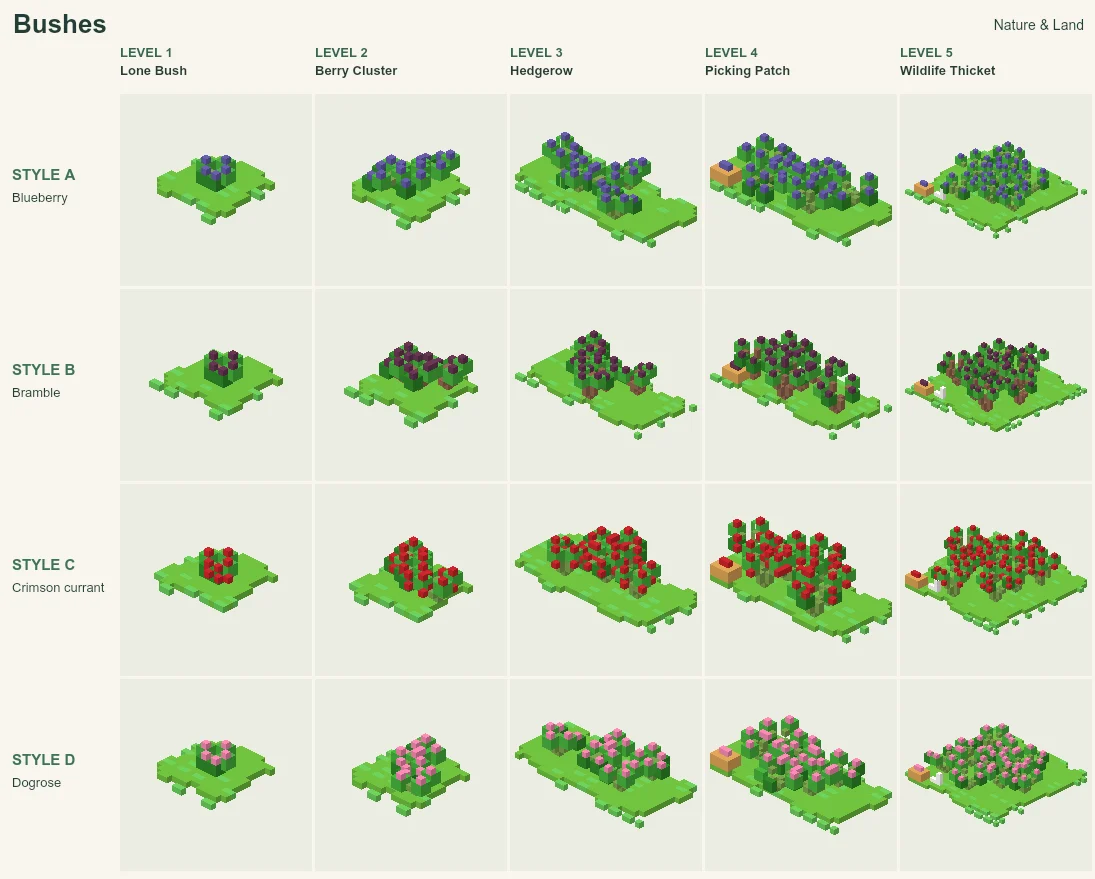 Bushes
Nature & Land
LEVEL 1
Lone Bush
LEVEL 2
Berry Cluster
LEVEL 3
Hedgerow
LEVEL 4
Picking Patch
LEVEL 5
Wildlife Thicket
STYLE A
Blueberry
STYLE B
Bramble
STYLE C
Crimson currant
STYLE D
Dogrose